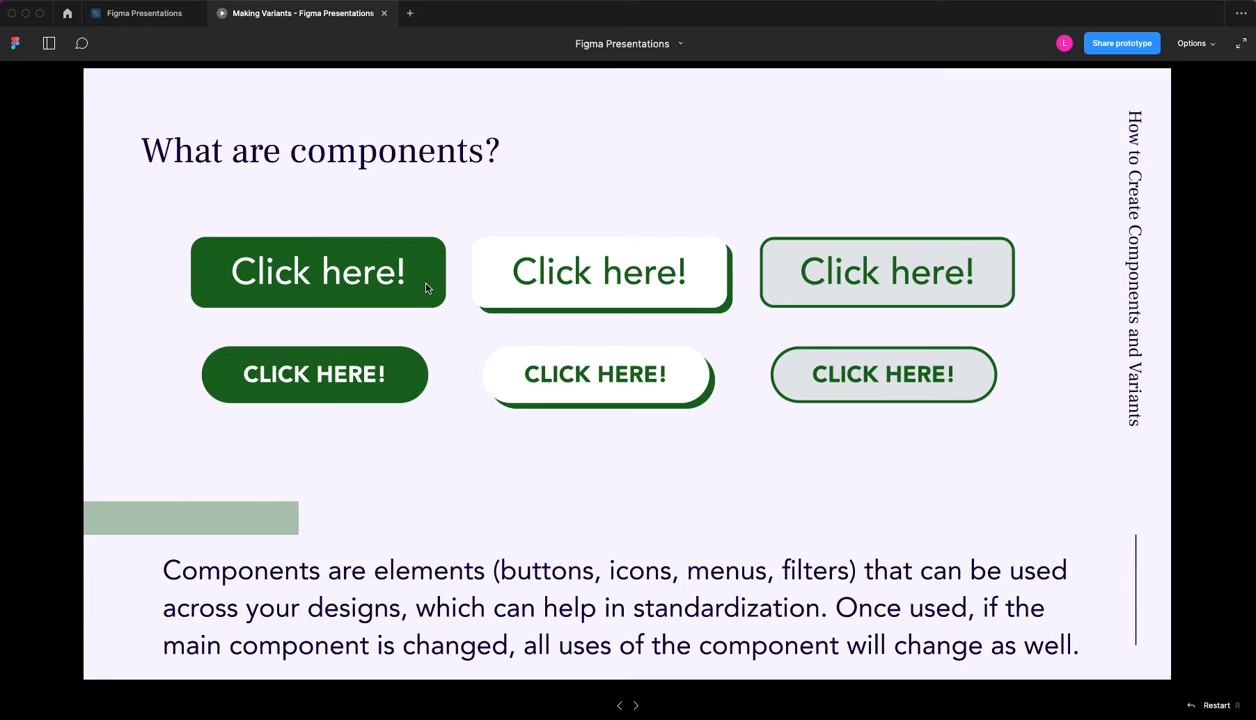 Figma Presentations
Making Variants - Figma Presentations
Figma Presentations
L
Share prototype
Options
What are components?
How to Create Components and Variants
Click here!
Click here!
Click here!
CLICK HERE!
CLICK HERE!
CLICK HERE!
Components are elements (buttons, icons, menus, filters) that can be used
across your designs, which can help in standardization. Once used, if the
main component is changed, all uses of the component will change as well.
Restart R